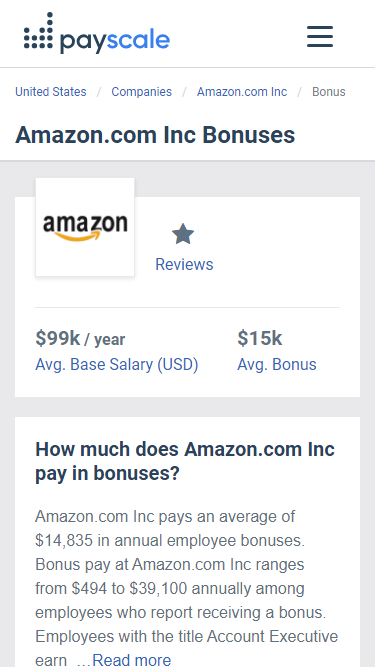 payscale
United States / Companies / Amazon.com Inc / Bonus
Amazon.com Inc Bonuses
amazon
Reviews
$99k / year
Avg. Base Salary (USD)
$15k
Avg. Bonus
How much does Amazon.com Inc
pay in bonuses?
Amazon.com Inc pays an average of
$14,835 in annual employee bonuses.
Bonus pay at Amazon.com Inc ranges
from $494 to $39,100 annually among
employees who report receiving a bonus.
Employees with the title Account Executive
earn ...Read more